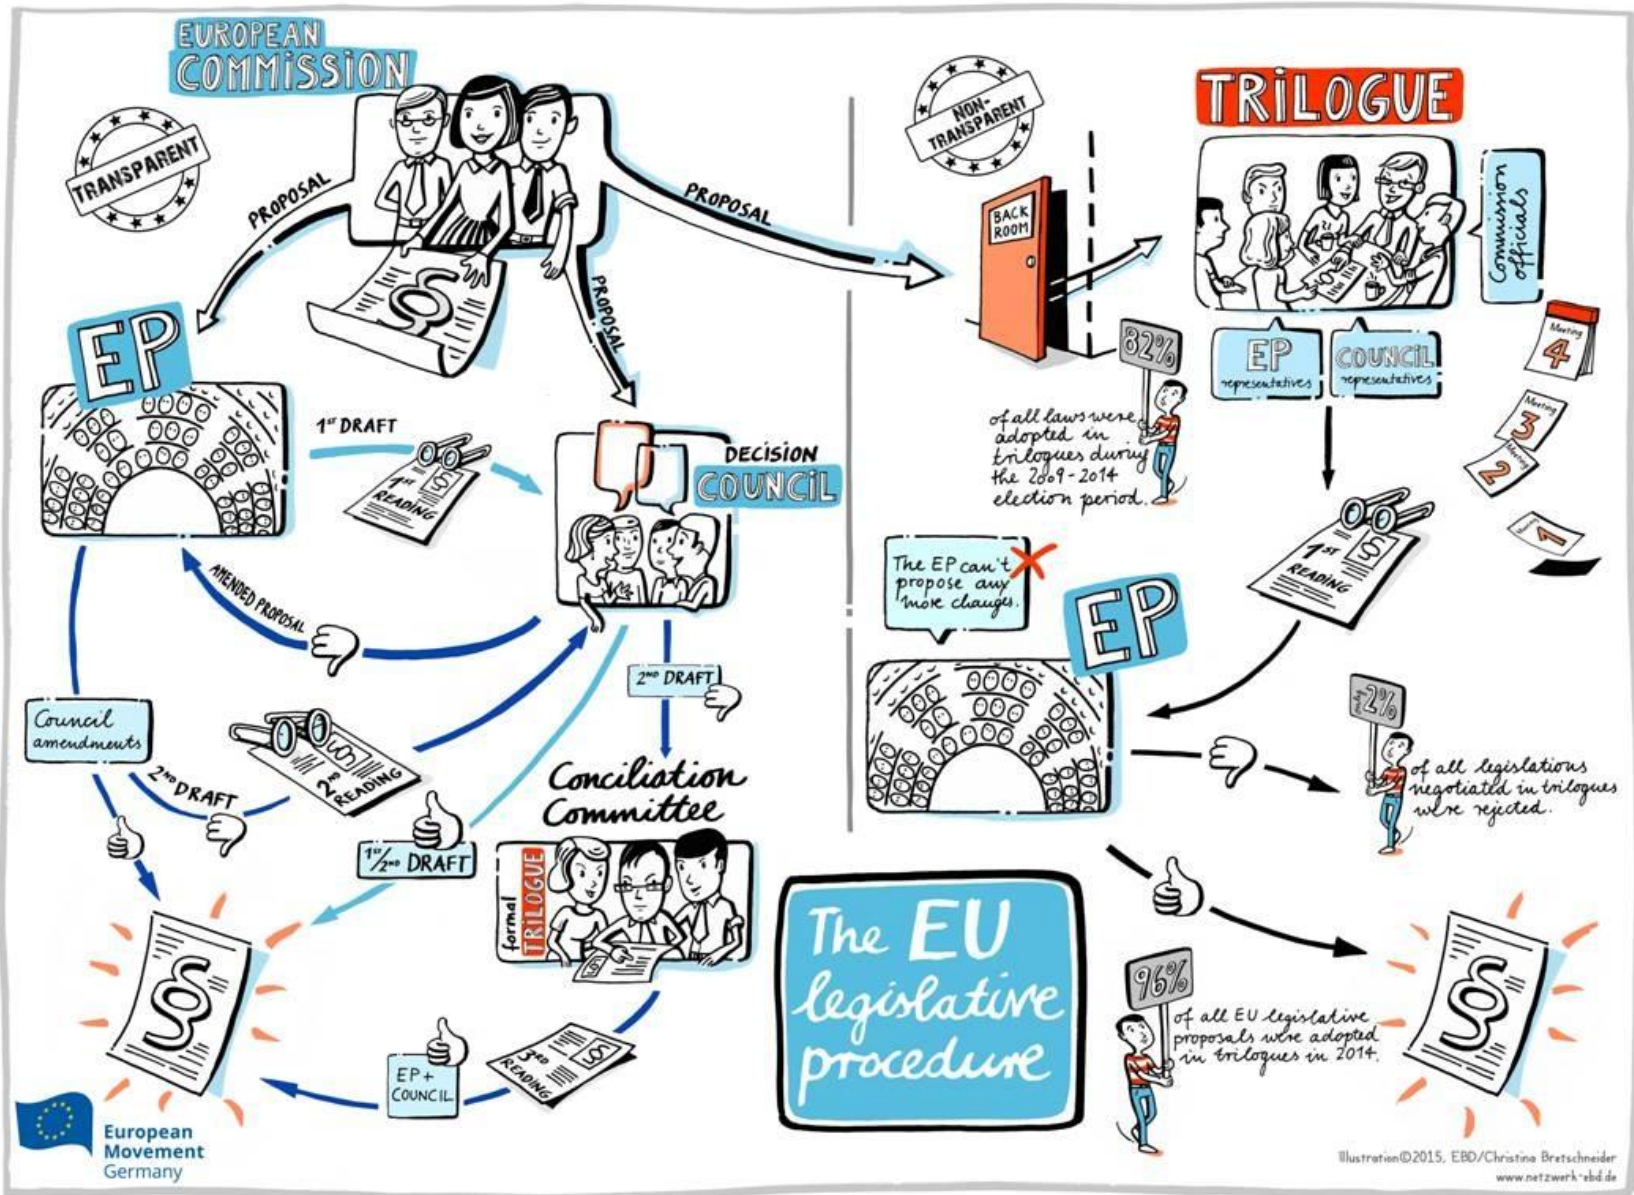 EUROPEAN
COMMISSION
TRANSPARENT
PROPOSAL
PROPOSAL
PROPOSAL
EP
1ST DRAFT
1ST
READING
DECISION
COUNCIL
AMENDED PROPOSAL
2ND DRAFT
Council
amendments
2ND DRAFT
2ND
READING
1ST/2ND DRAFT
Conciliation
Committee
formal
TRILOGUE
3RD
READING
EP+
COUNCIL
European
Movement
Germany
NON-
TRANSPARENT
TRILOGUE
BACK
ROOM
Commission
officials
EP
representatives
COUNCIL
representatives
Meeting
4
Meeting
3
Meeting
2
1
82%
of all laws were
adopted in
trilogues during
the 2009-2014
election period.
1ST
READING
The EP can't
propose any
more changes.
EP
only
2%
of all legislations
negotiated in trilogues
were rejected.
96%
of all EU legislative
proposals were adopted
in trilogues in 2014.
The EU
legislative
procedure
Illustration©2015, EBD/Christina Bretschneider
www.netzwerk-ebd.de